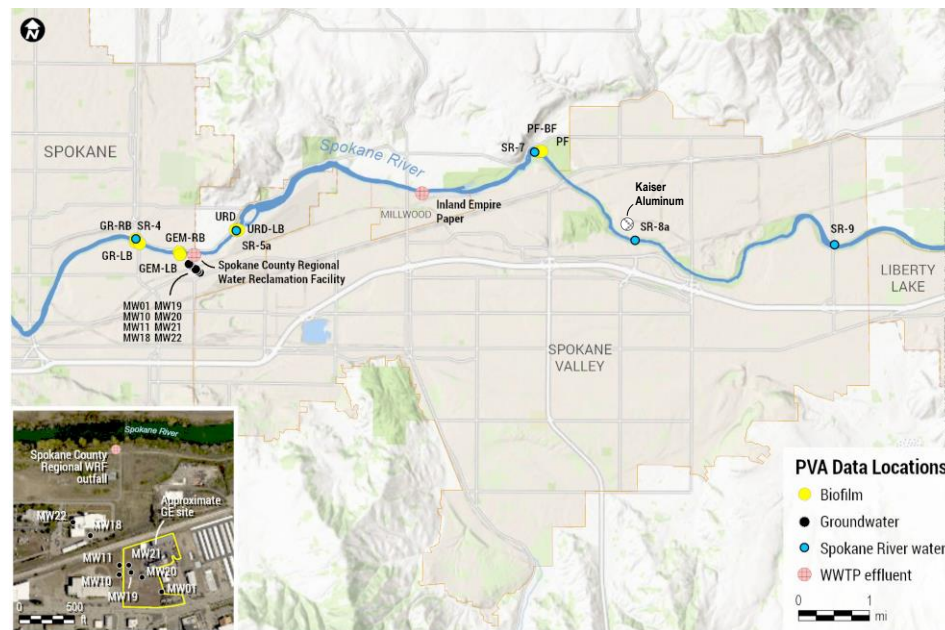 N
SPOKANE
Spokane River
PF-BF
PF
SR-7
Kaiser
Aluminum
MILLWOOD
Inland Empire
Paper
SR-8a
SR-9
URD
GR-RB SR-4
GEM-RB
URD-LB
GR-LB
SR-5a
GEM-LB
Spokane County Regional
Water Reclamation Facility
MW01 MW19
MW10 MW20
MW11 MW21
MW18 MW22
LIBERTY
LAKE
SPOKANE
VALLEY
Spokane River
Spokane County
Regional WRF
outfall
Approximate
GE site
MW22
MW18
MW11
MW21
MW10
MW20
MW19
MW01
0 500
ft
PVA Data Locations
Biofilm
Groundwater
Spokane River water
WWTP effluent
0 1
mi